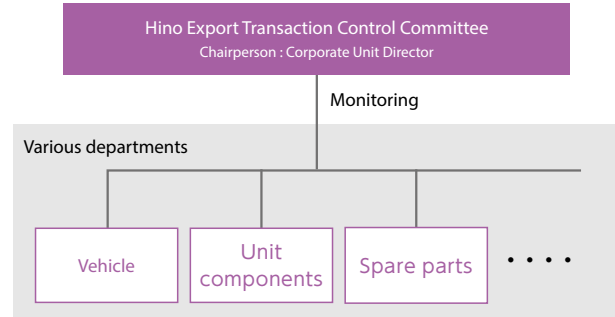 Hino Export Transaction Control Committee
Chairperson : Corporate Unit Director
Monitoring
Various departments
Vehicle
Unit
components
Spare parts
• • • •